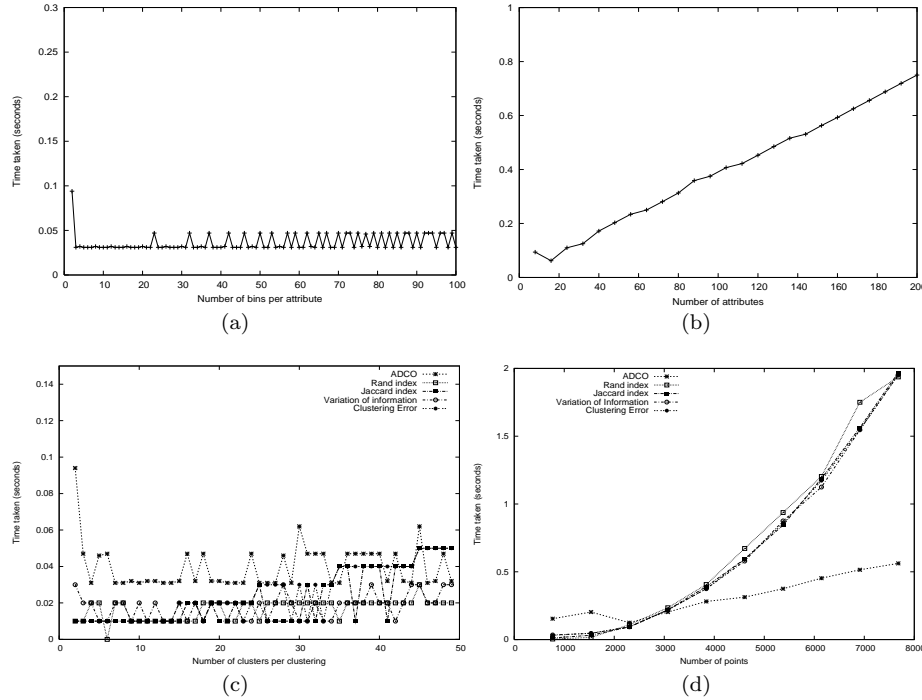 0.3
0.25
0.2
0.15
0.1
0.05
0
Time taken (seconds)
0 10 20 30 40 50 60 70 80 90 100
Number of bins per attribute
(a)
1
0.8
0.6
0.4
0.2
0
Time taken (seconds)
0 20 40 60 80 100 120 140 160 180 200
Number of attributes
(b)
0.14
0.12
0.1
0.08
0.06
0.04
0.02
0
Time taken (seconds)
ADCO
Rand index
Jaccard index
Variation of information
Clustering Error
0 10 20 30 40 50
Number of clusters per clustering
(c)
2
1.5
1
0.5
0
Time taken (seconds)
ADCO
Rand index
Jaccard index
Variation of Information
Clustering Error
0 1000 2000 3000 4000 5000 6000 7000 8000
Number of points
(d)